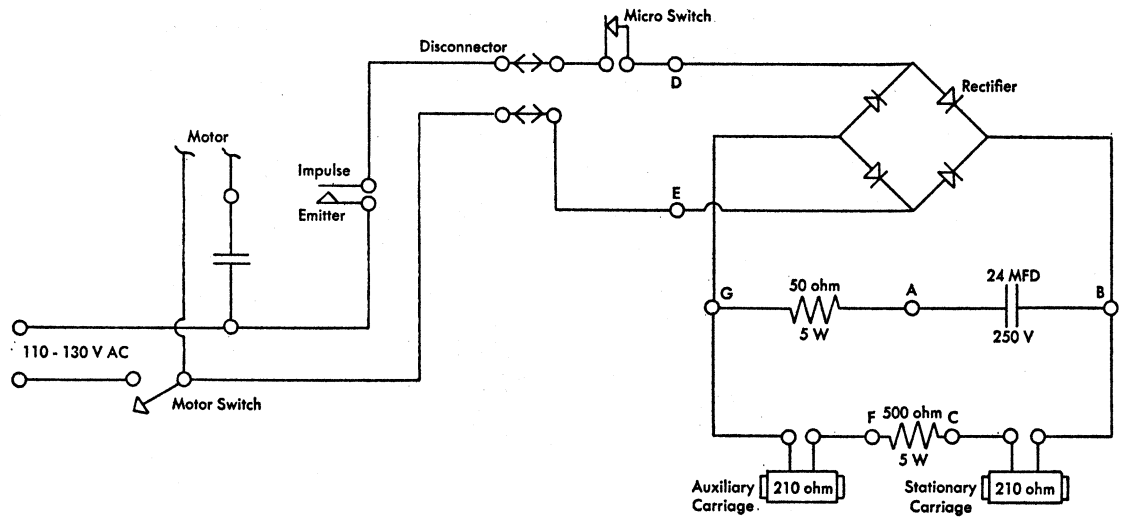 Micro Switch
Disconnector
D
Rectifier
Motor
Impulse
Emitter
E
24 MFD
50 ohm
G
A
B
5 W
250 V
110 - 130 V AC
Motor Switch
F
500 ohm
C
5 W
Auxiliary
Carriage
210 ohm
Stationary
Carriage
210 ohm